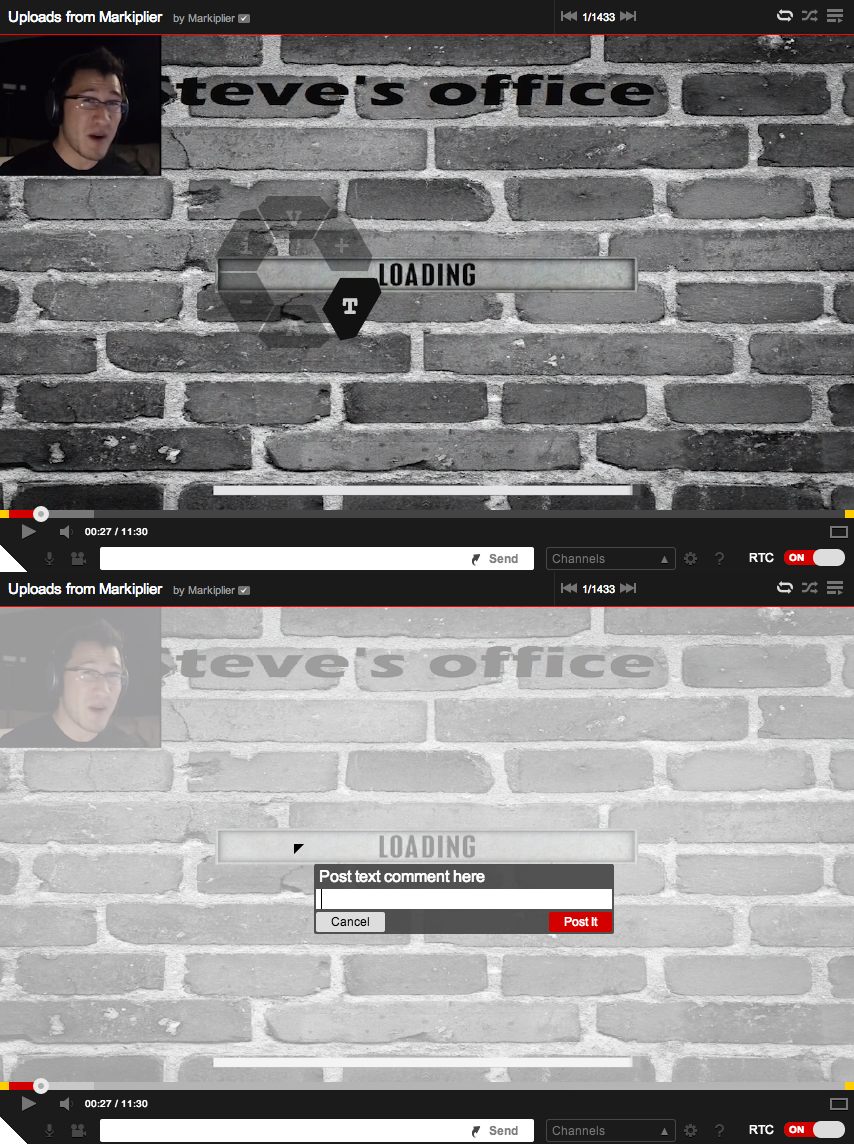 Uploads from Markiplier by Markiplier 1/1433
Steve's office
Y
i +
LOADING
- T
00:27 / 11:30
Send Channels ? RTC ON
Uploads from Markiplier by Markiplier 1/1433
Steve's office
LOADING
Post text comment here
Cancel Post It
00:27 / 11:30
Send Channels ? RTC ON